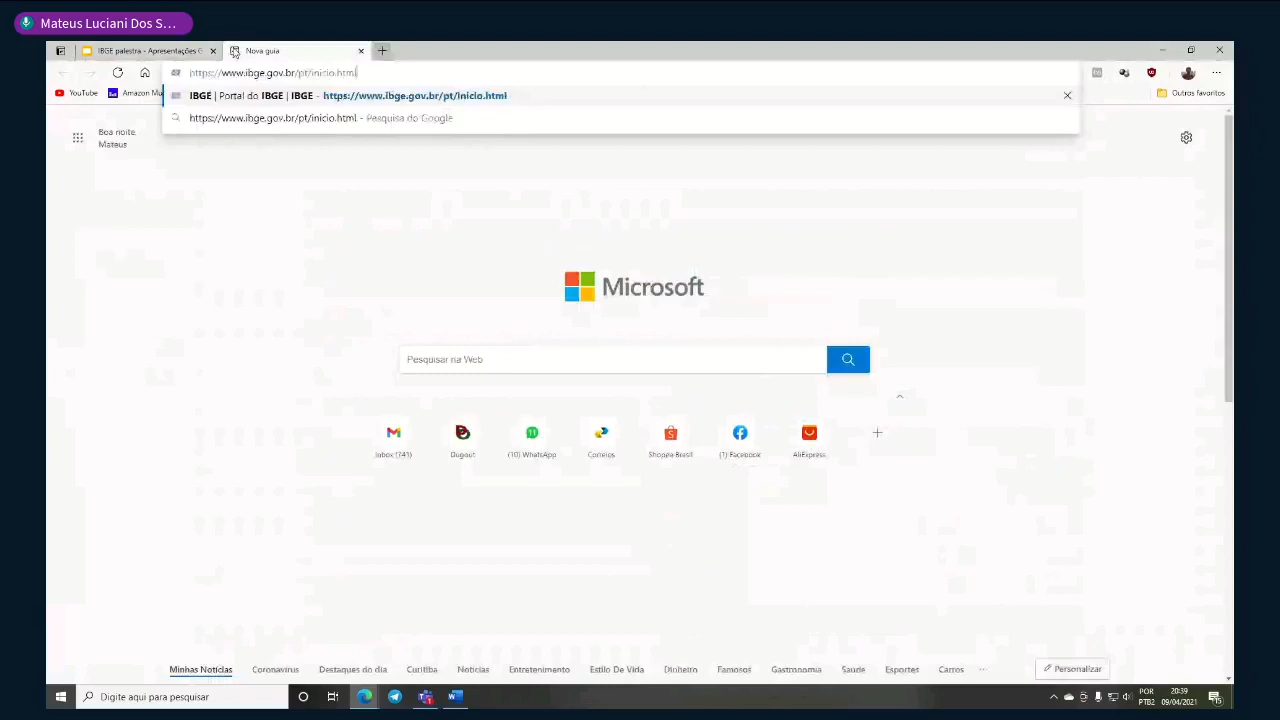 Mateus Luciani Dos S...
IBGE palestra - Apresentações G
Nova guia
https://www.ibge.gov.br/pt/inicio.html
YouTube
Amazon Mu
IBGE | Portal do IBGE | IBGE - https://www.ibge.gov.br/pt/inicio.html
Outros favoritos
https://www.ibge.gov.br/pt/inicio.html - Pesquisa do Google
Boa noite,
Mateus
Microsoft
Pesquisar na Web
Inbox (741)
Dugout
(10) WhatsApp
Correios
Shopee Brasil
(1) Facebook
AliExpress
Minhas Notícias
Coronavírus
Destaques do dia
Curitiba
Notícias
Entretenimento
Estilo De Vida
Dinheiro
Famosos
Gastronomia
Saúde
Esportes
Carros
...
Personalizar
Digite aqui para pesquisar
POR
PTB2
20:39
09/04/2021